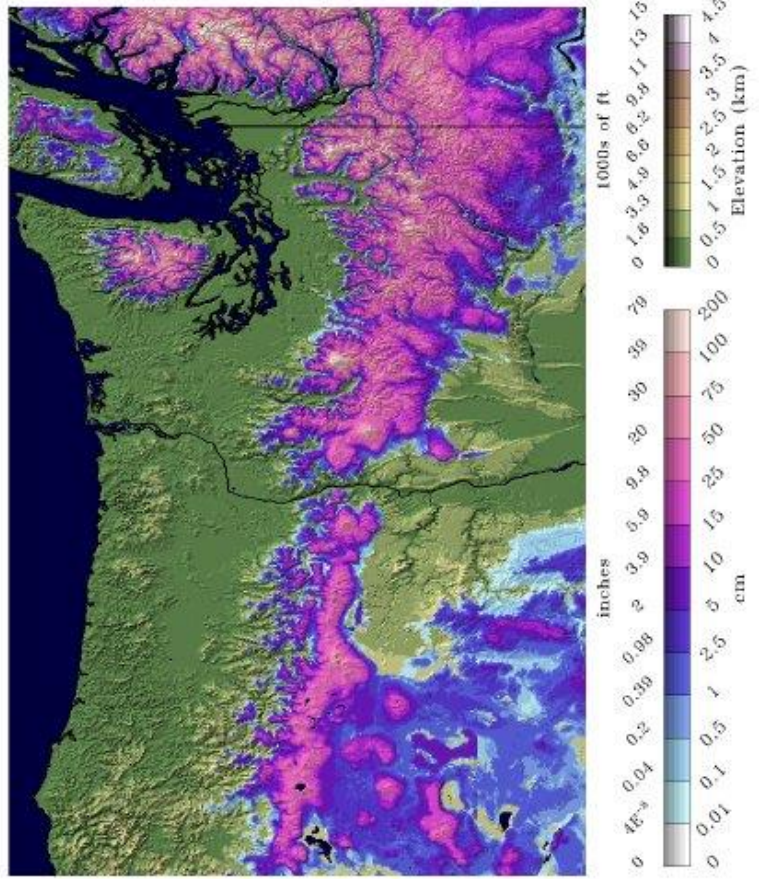 1000s of ft
0 1.6 3.3 4.9 6.6 8.2 9.8 11 13 15
0 0.5 1 1.5 2 2.5 3 3.5 4 4.5
Elevation (km)
inches
0 4E⁻³ 0.04 0.2 0.39 0.98 2 3.9 5.9 9.8 20 30 39 79
0 0.01 0.1 0.5 1 2.5 5 10 15 25 50 75 100 200
cm